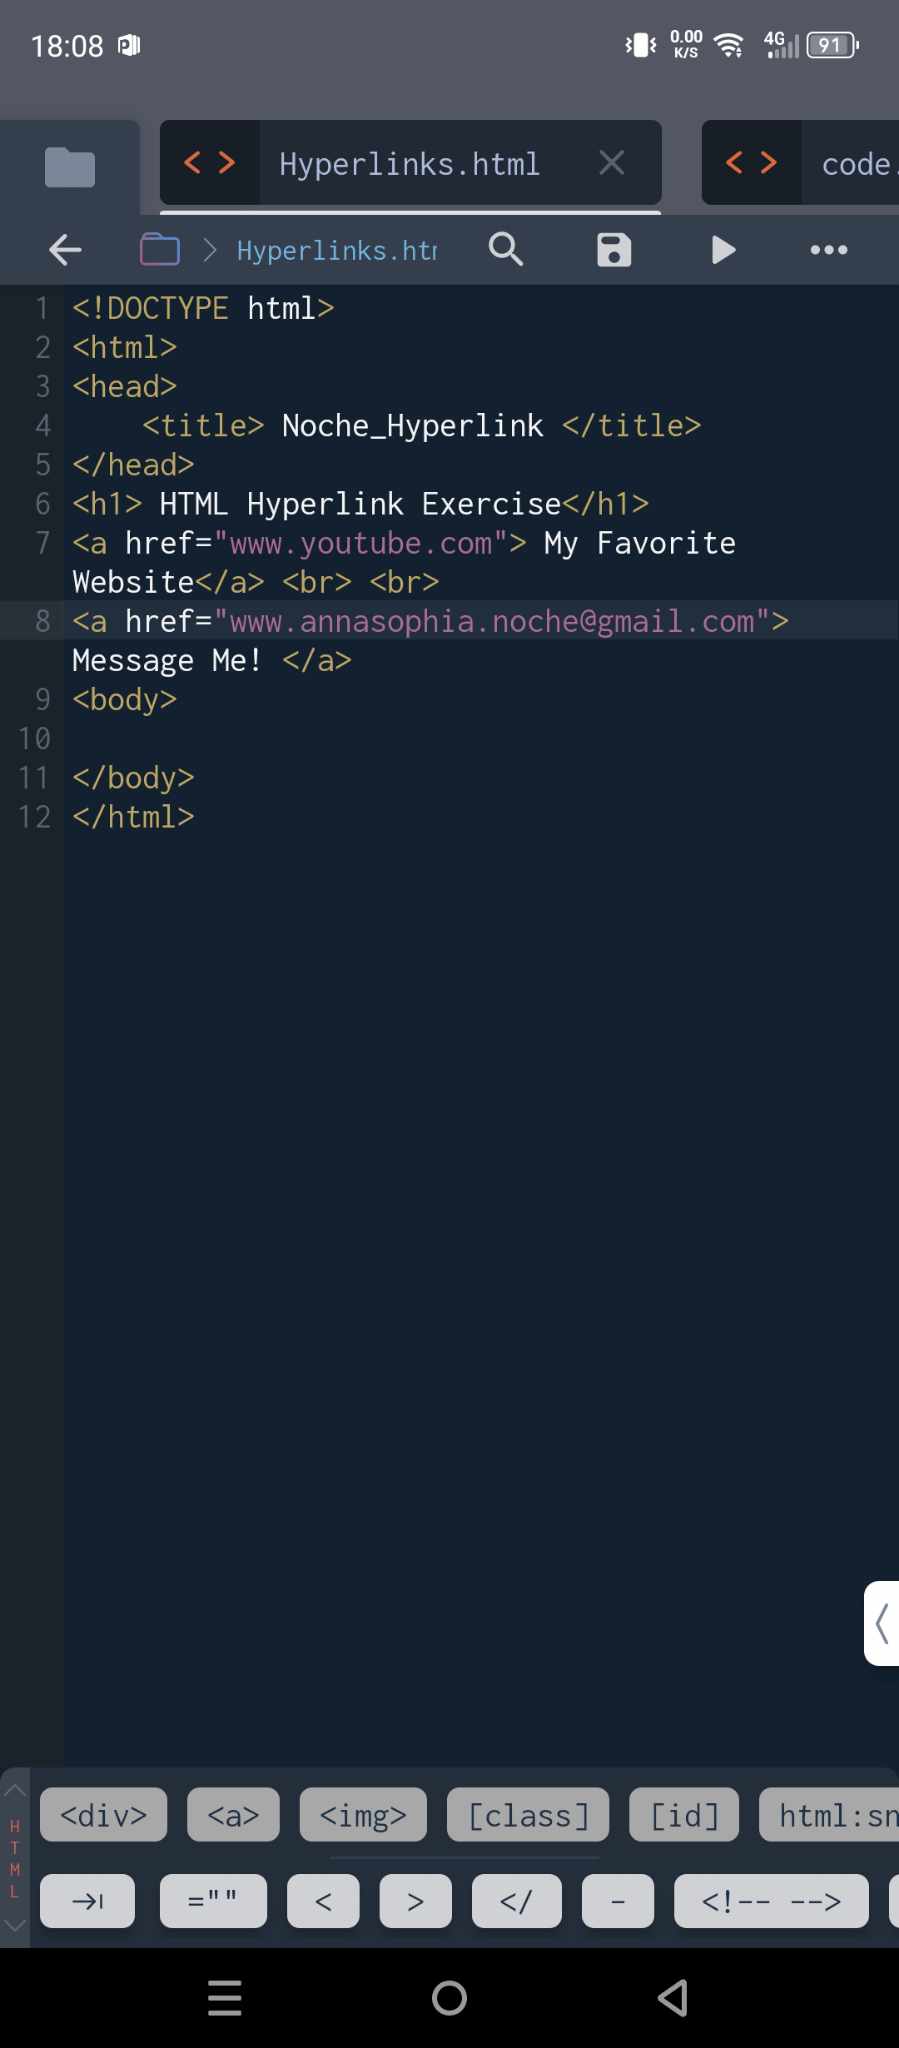 18:08 0.00 K/S 4G 91
Hyperlinks.html code.
Hyperlinks.htm
1 <!DOCTYPE html>
2 <html>
3 <head>
4 <title> Noche_Hyperlink </title>
5 </head>
6 <h1> HTML Hyperlink Exercise</h1>
7 <a href="www.youtube.com"> My Favorite
Website</a> <br> <br>
8 <a href="www.annasophia.noche@gmail.com">
Message Me! </a>
9 <body>
10
11 </body>
12 </html>
HTML
<div> <a> <img> [class] [id] html:sn
="" < > </ - <!-- -->